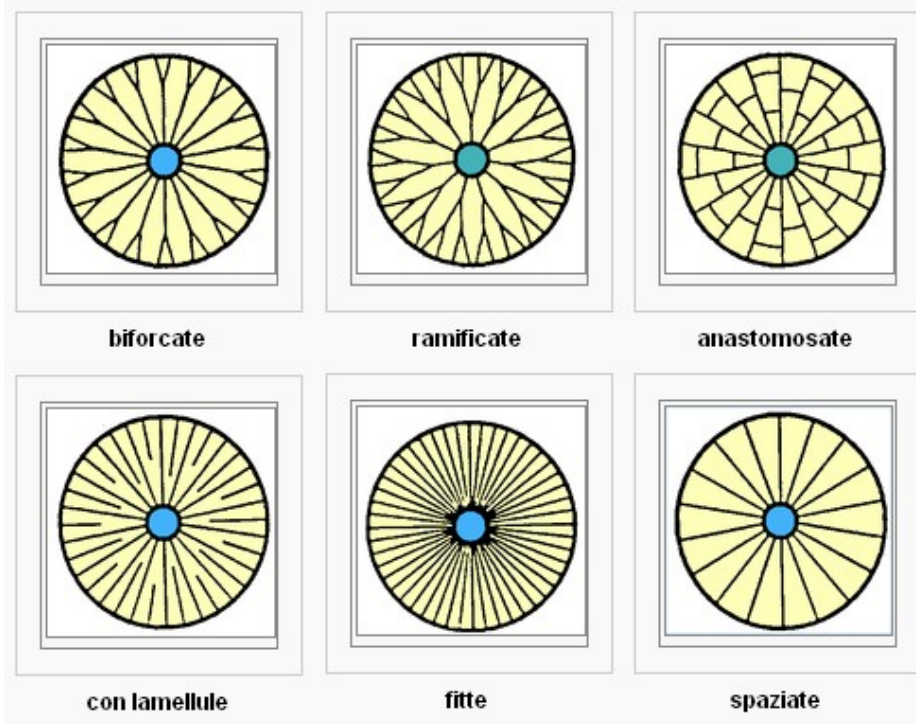 biforcate
ramificate
anastomosate
con lamellule
fitte
spaziate